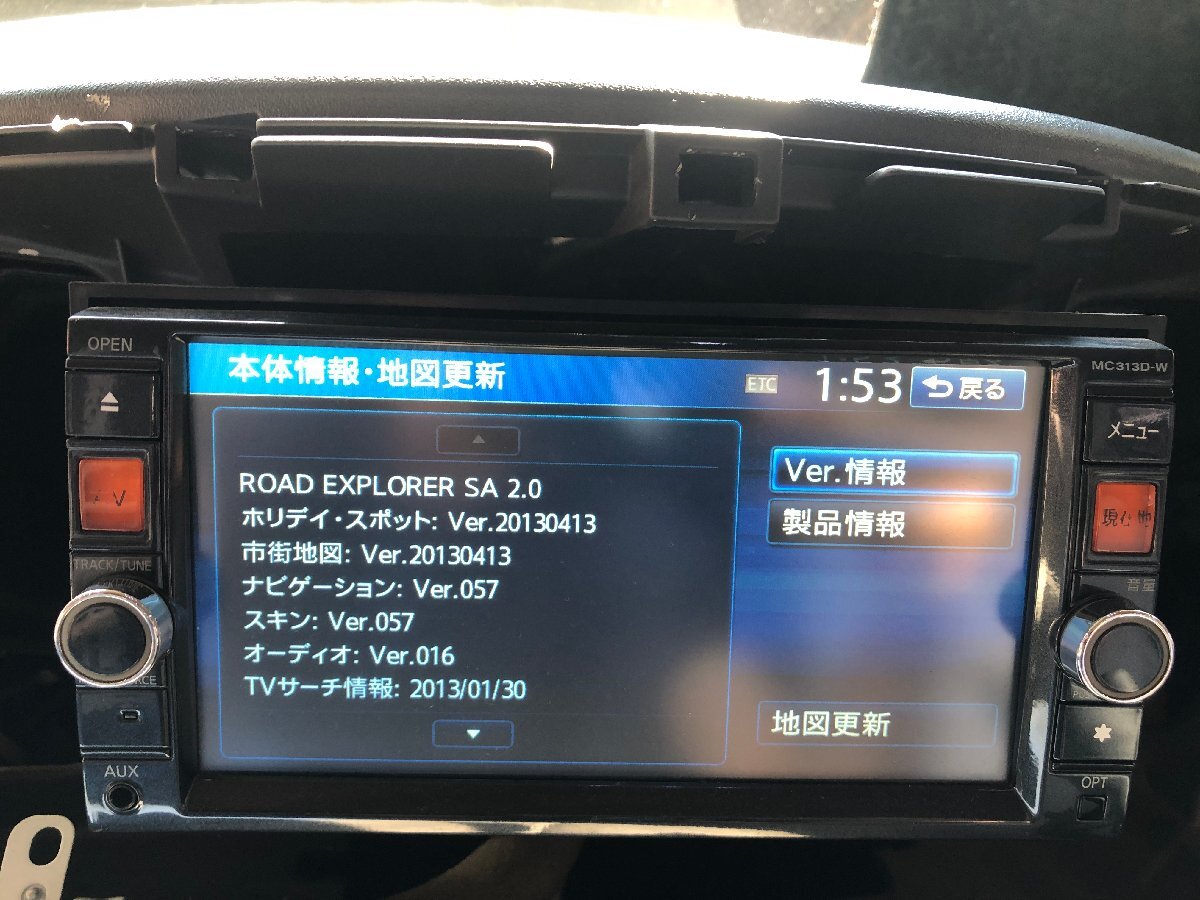 OPEN
MC313D-W
本体情報・地図更新
ETC
1:53
戻る
メニュー
ROAD EXPLORER SA 2.0
ホリデイ・スポット: Ver.20130413
市街地図: Ver.20130413
ナビゲーション: Ver.057
スキン: Ver.057
オーディオ: Ver.016
TVサーチ情報: 2013/01/30
Ver.情報
製品情報
地図更新
TRACK/TUNE
音量
AUX
OPT